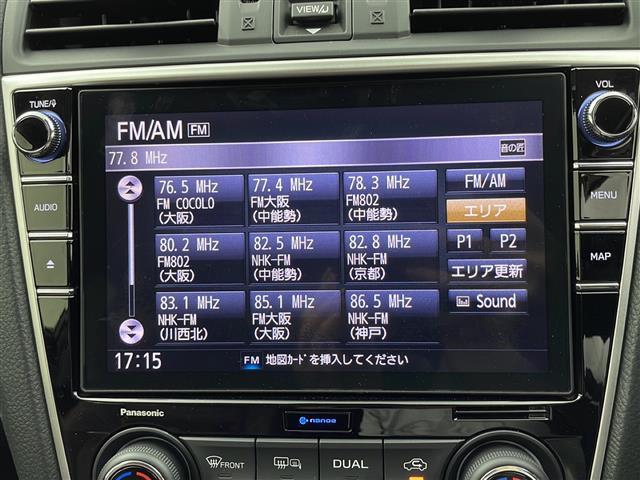 VIEW/J
TUNE/
VOL
FM/AM FM
音の匠
77.8 MHz
76.5 MHz
FM COCOLO
(大阪)
77.4 MHz
FM大阪
(中能勢)
78.3 MHz
FM802
(中能勢)
FM/AM
エリア
80.2 MHz
FM802
(大阪)
82.5 MHz
NHK-FM
(中能勢)
82.8 MHz
NHK-FM
(京都)
P1
P2
エリア更新
83.1 MHz
NHK-FM
(川西北)
85.1 MHz
FM大阪
(大阪)
86.5 MHz
NHK-FM
(神戸)
Sound
17:15
FM 地図ｶｰﾄﾞを挿入してください
AUDIO
MENU
MAP
Panasonic
nanoe
FRONT
DUAL